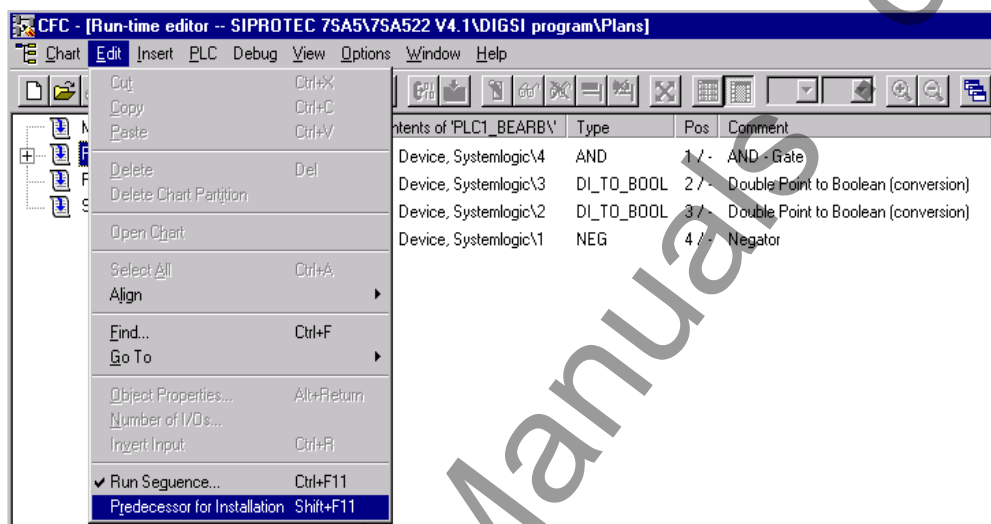 CFC - [Run-time editor -- SIPROTEC 7SA5\7SA522 V4.1\DIGSI program\Plans]
Chart Edit Insert PLC Debug View Options Window Help
Cut Ctrl+X
Copy Ctrl+C
Paste Ctrl+V
Delete Del
Delete Chart Partition
Open Chart
Select All Ctrl+A
Align
Find... Ctrl+F
Go To
Object Properties... Alt+Return
Number of I/Os...
Invert Input Ctrl+R
Run Sequence... Ctrl+F11
Predecessor for Installation Shift+F11
ntents of 'PLC1_BEARB\' Type Pos Comment
Device, Systemlogic\4 AND 1 / - AND - Gate
Device, Systemlogic\3 DI_TO_BOOL 2 / - Double Point to Boolean (conversion)
Device, Systemlogic\2 DI_TO_BOOL 3 / - Double Point to Boolean (conversion)
Device, Systemlogic\1 NEG 4 / - Negator
Manuals